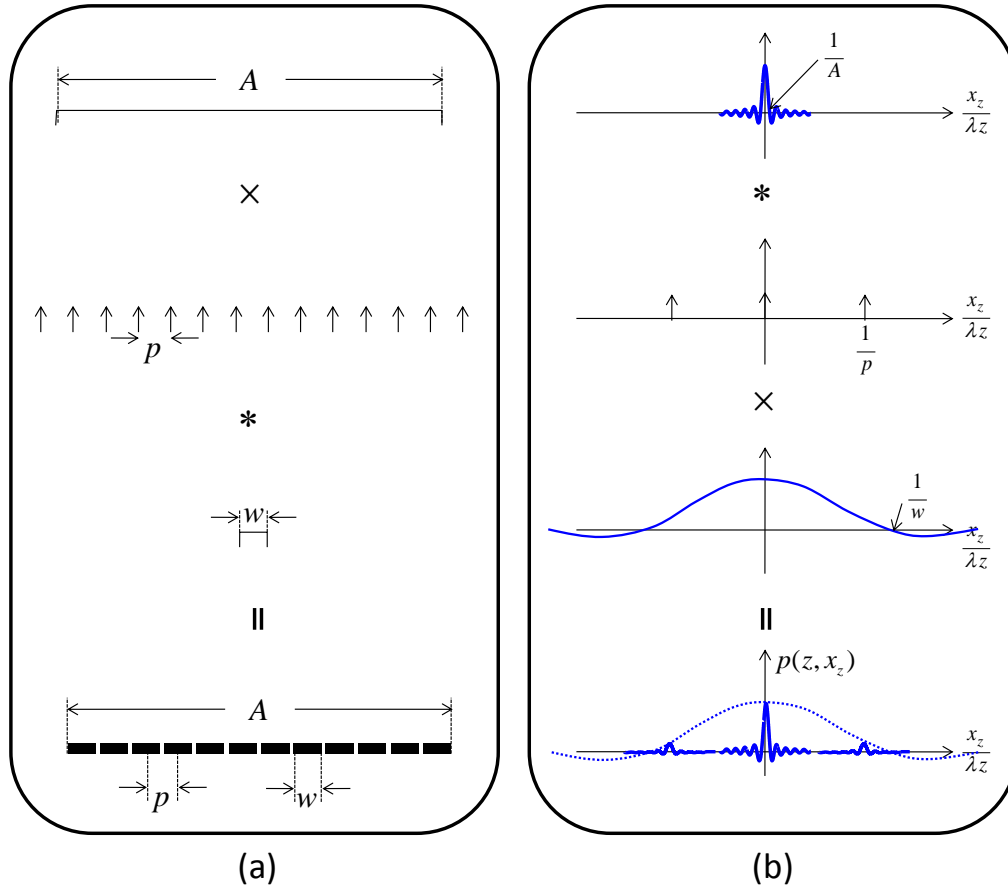 A
×
p
*
w
=
A
p
w
(a)
1/A
x_z/λz
*
x_z/λz
1/p
×
1/w
x_z/λz
=
p(z, x_z)
x_z/λz
(b)